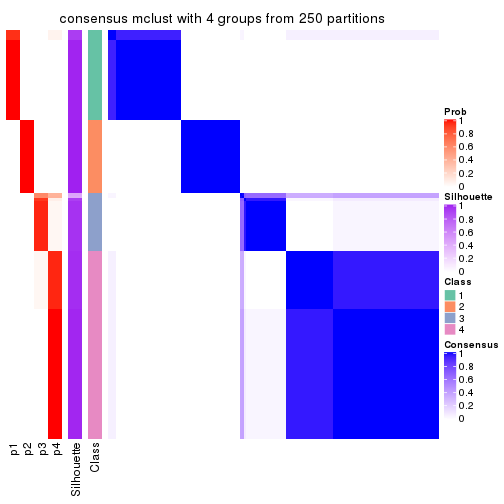 consensus mclust with 4 groups from 250 partitions
Prob
1
0.8
0.6
0.4
0.2
0
Silhouette
1
0.8
0.6
0.4
0.2
0
Class
1
2
3
4
Consensus
1
0.8
0.6
0.4
0.2
0
p1
p2
p3
p4
Silhouette
Class